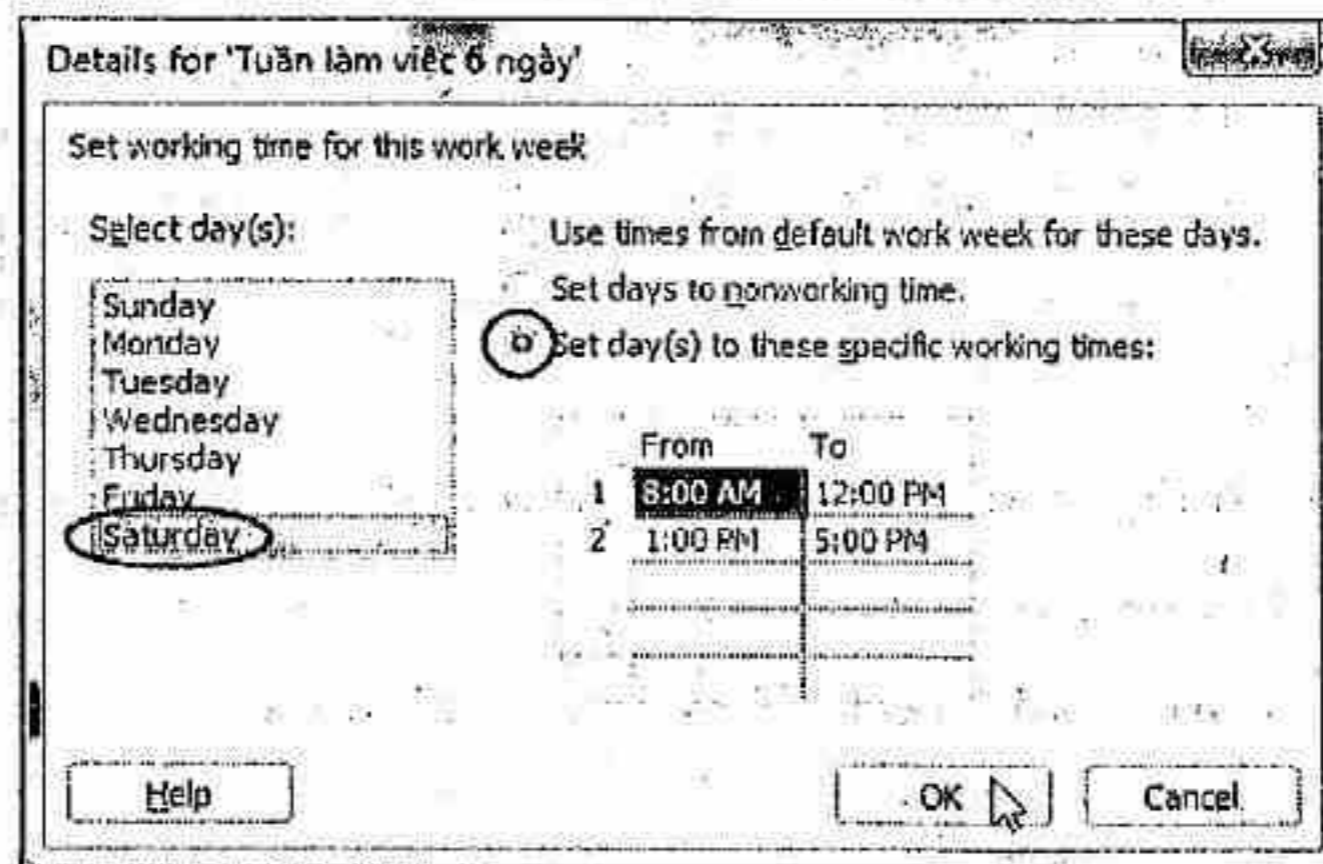 Details for 'Tuần làm việc 6 ngày'
Set working time for this work week
Select day(s):
Sunday
Monday
Tuesday
Wednesday
Thursday
Friday
Saturday
Use times from default work week for these days.
Set days to nonworking time.
Set day(s) to these specific working times:
From To
1 8:00 AM 12:00 PM
2 1:00 PM 5:00 PM
Help OK Cancel